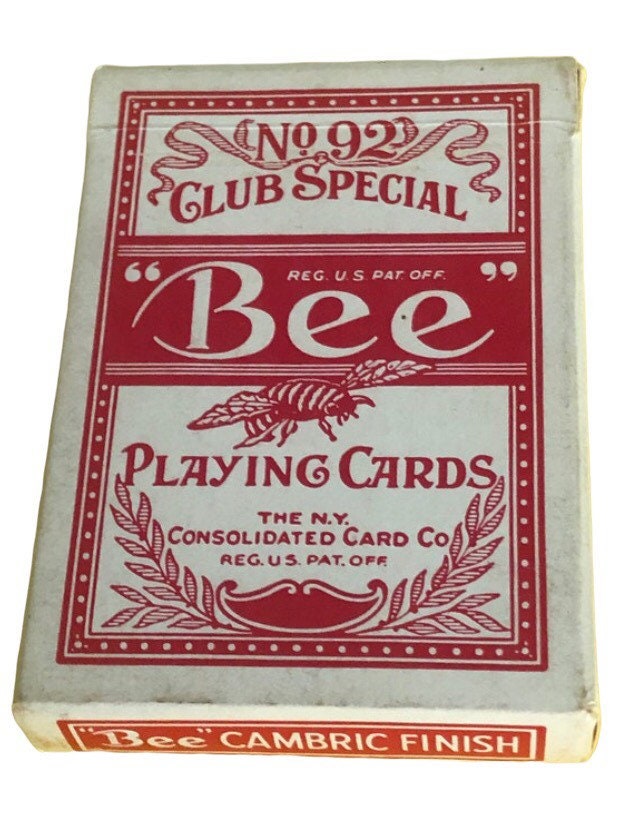 No 92
CLUB SPECIAL
REG. U.S PAT. OFF.
"Bee"
PLAYING CARDS
THE N.Y.
CONSOLIDATED CARD CO
REG. U.S. PAT. OFF.
"Bee" CAMBRIC FINISH